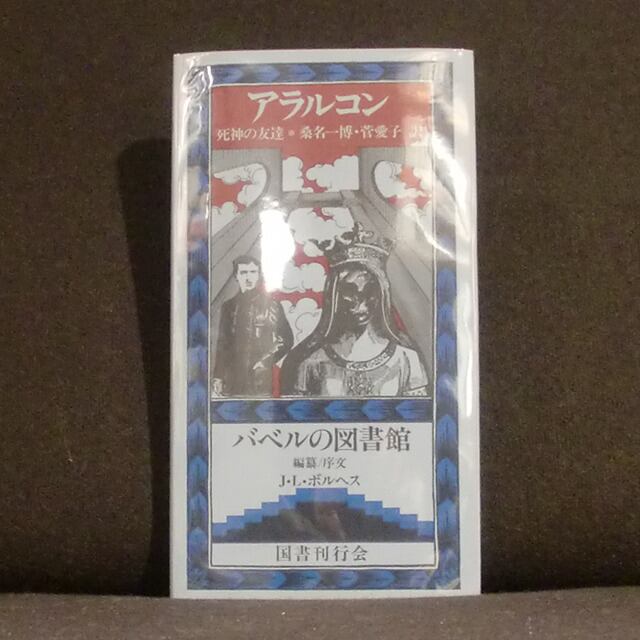 アラルコン
死神の友達＊桑名一博・菅愛子 訳
バベルの図書館
編纂/序文
J・L・ボルヘス
国書刊行会